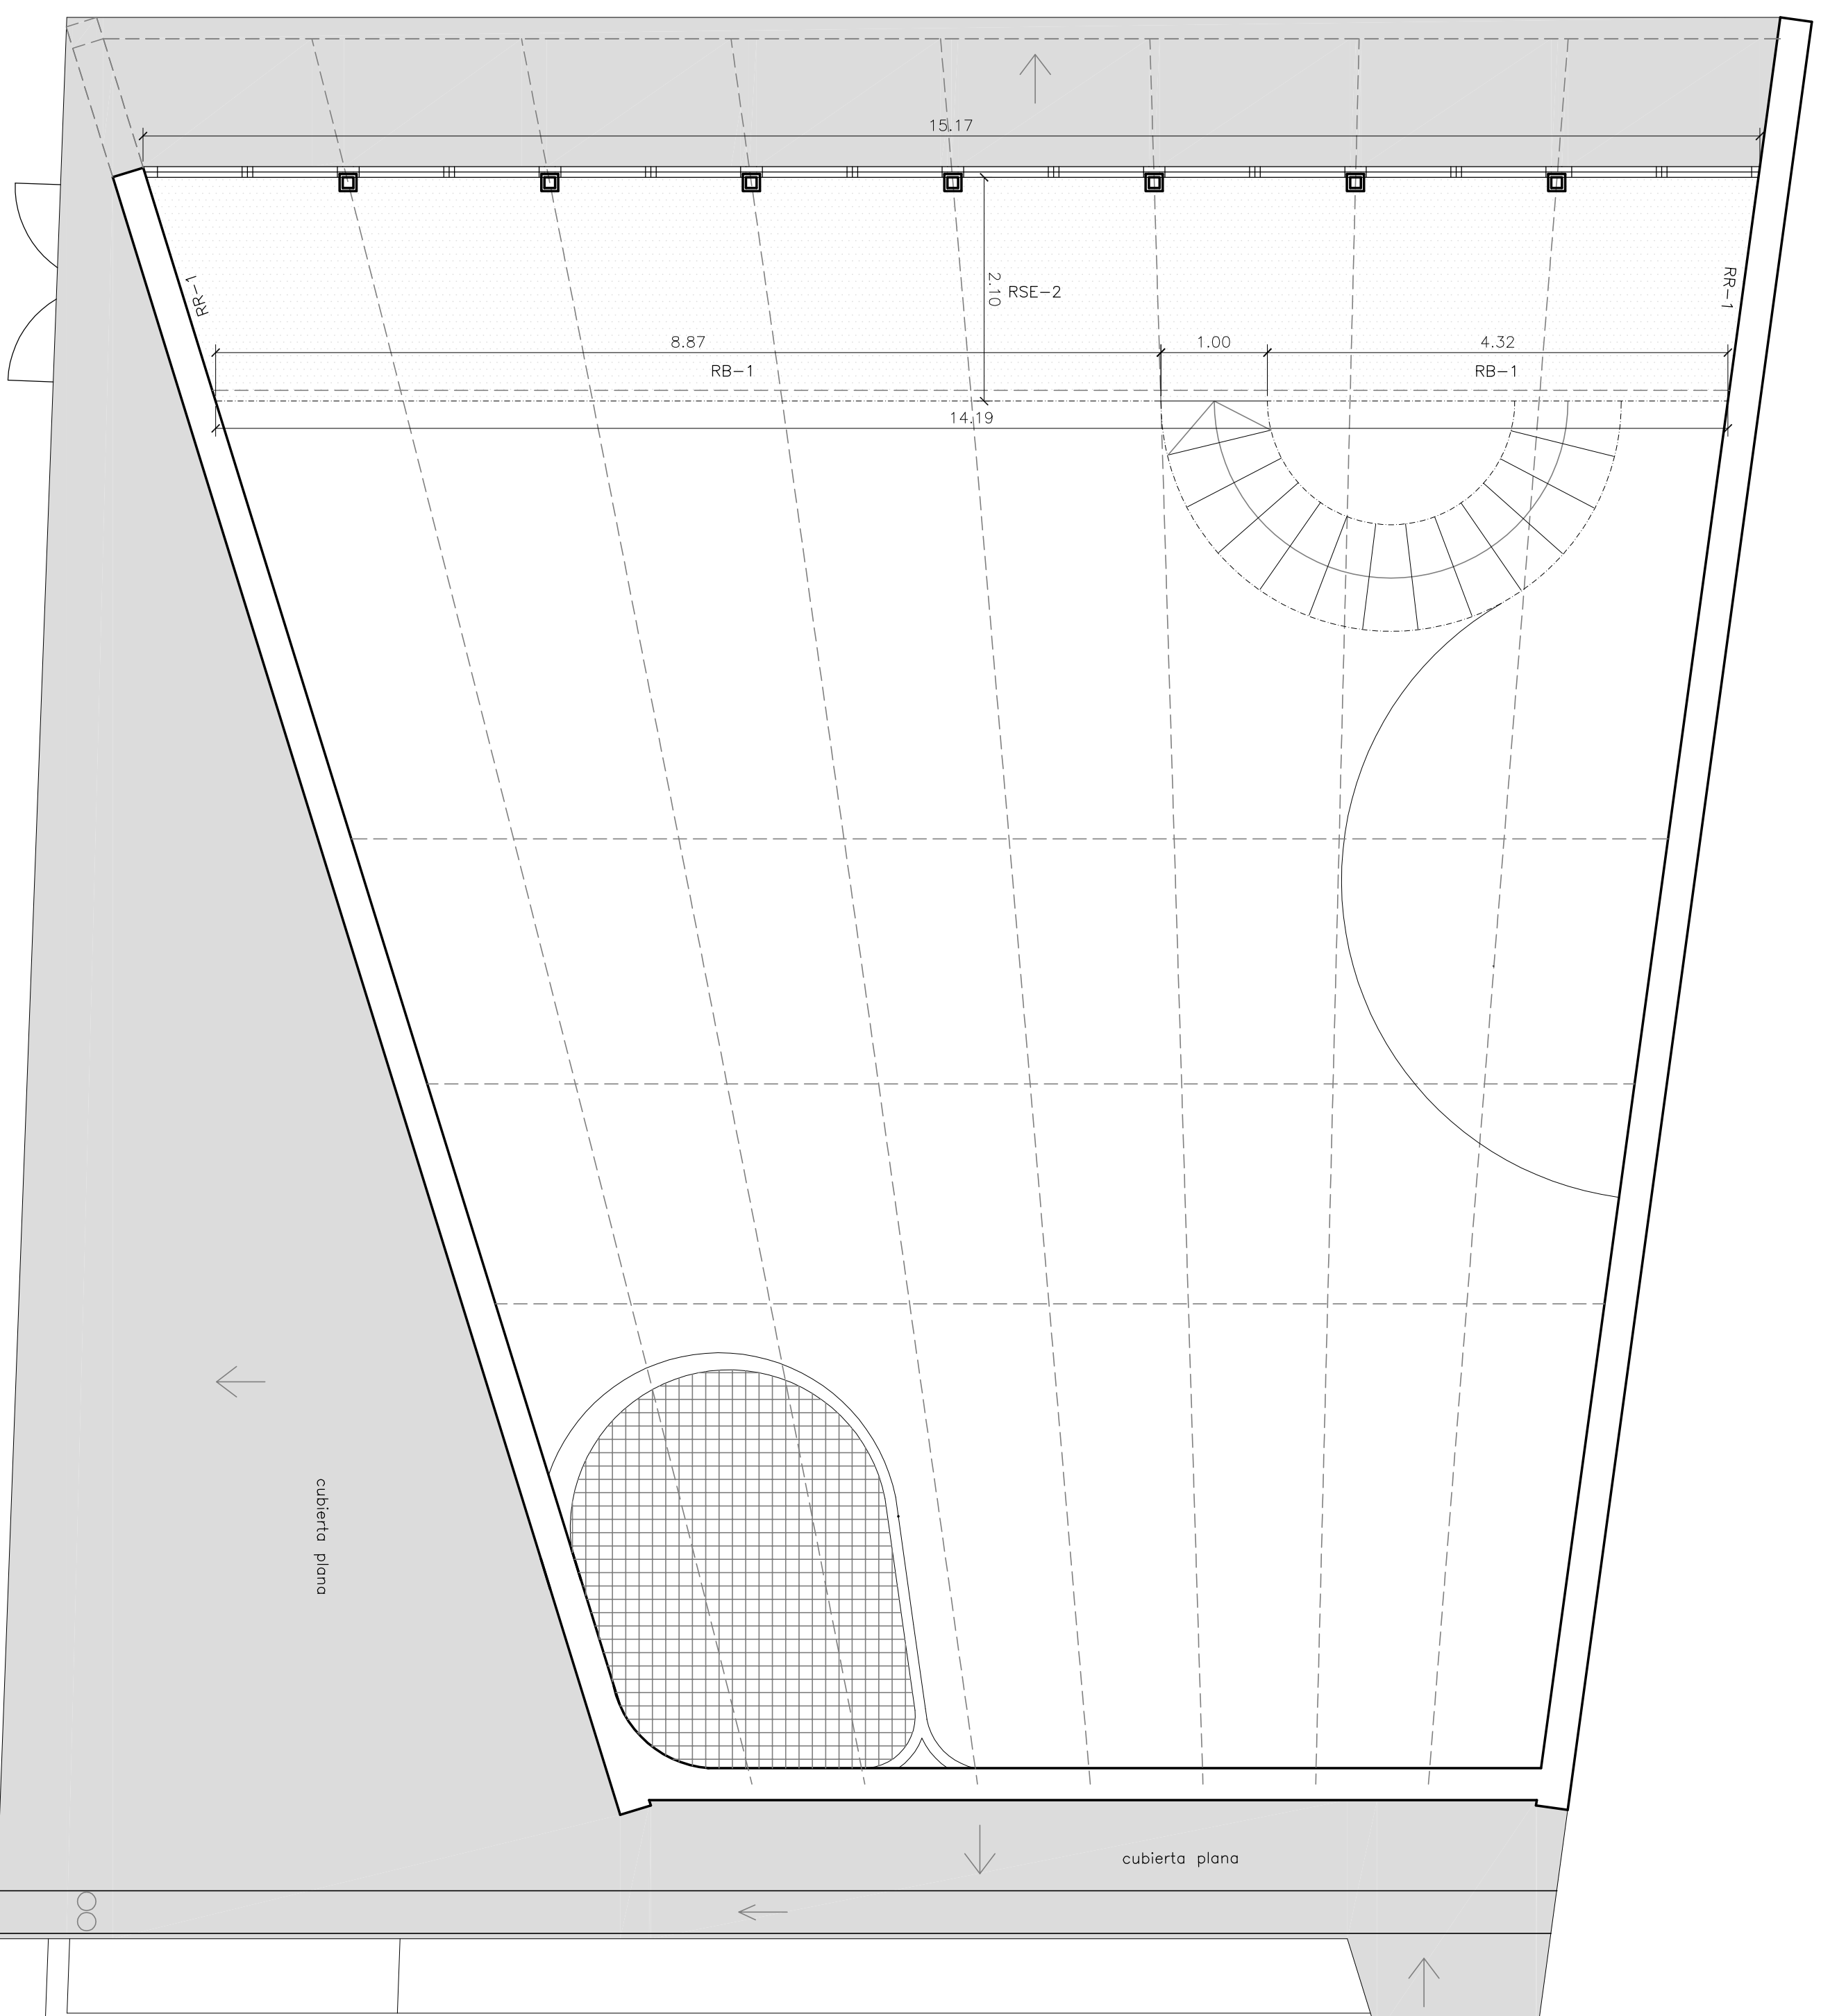 15.17
RR-1
2.10
RSE-2
RR-1
8.87
1.00
4.32
RB-1
RB-1
14.19
cubierta plana
cubierta plana